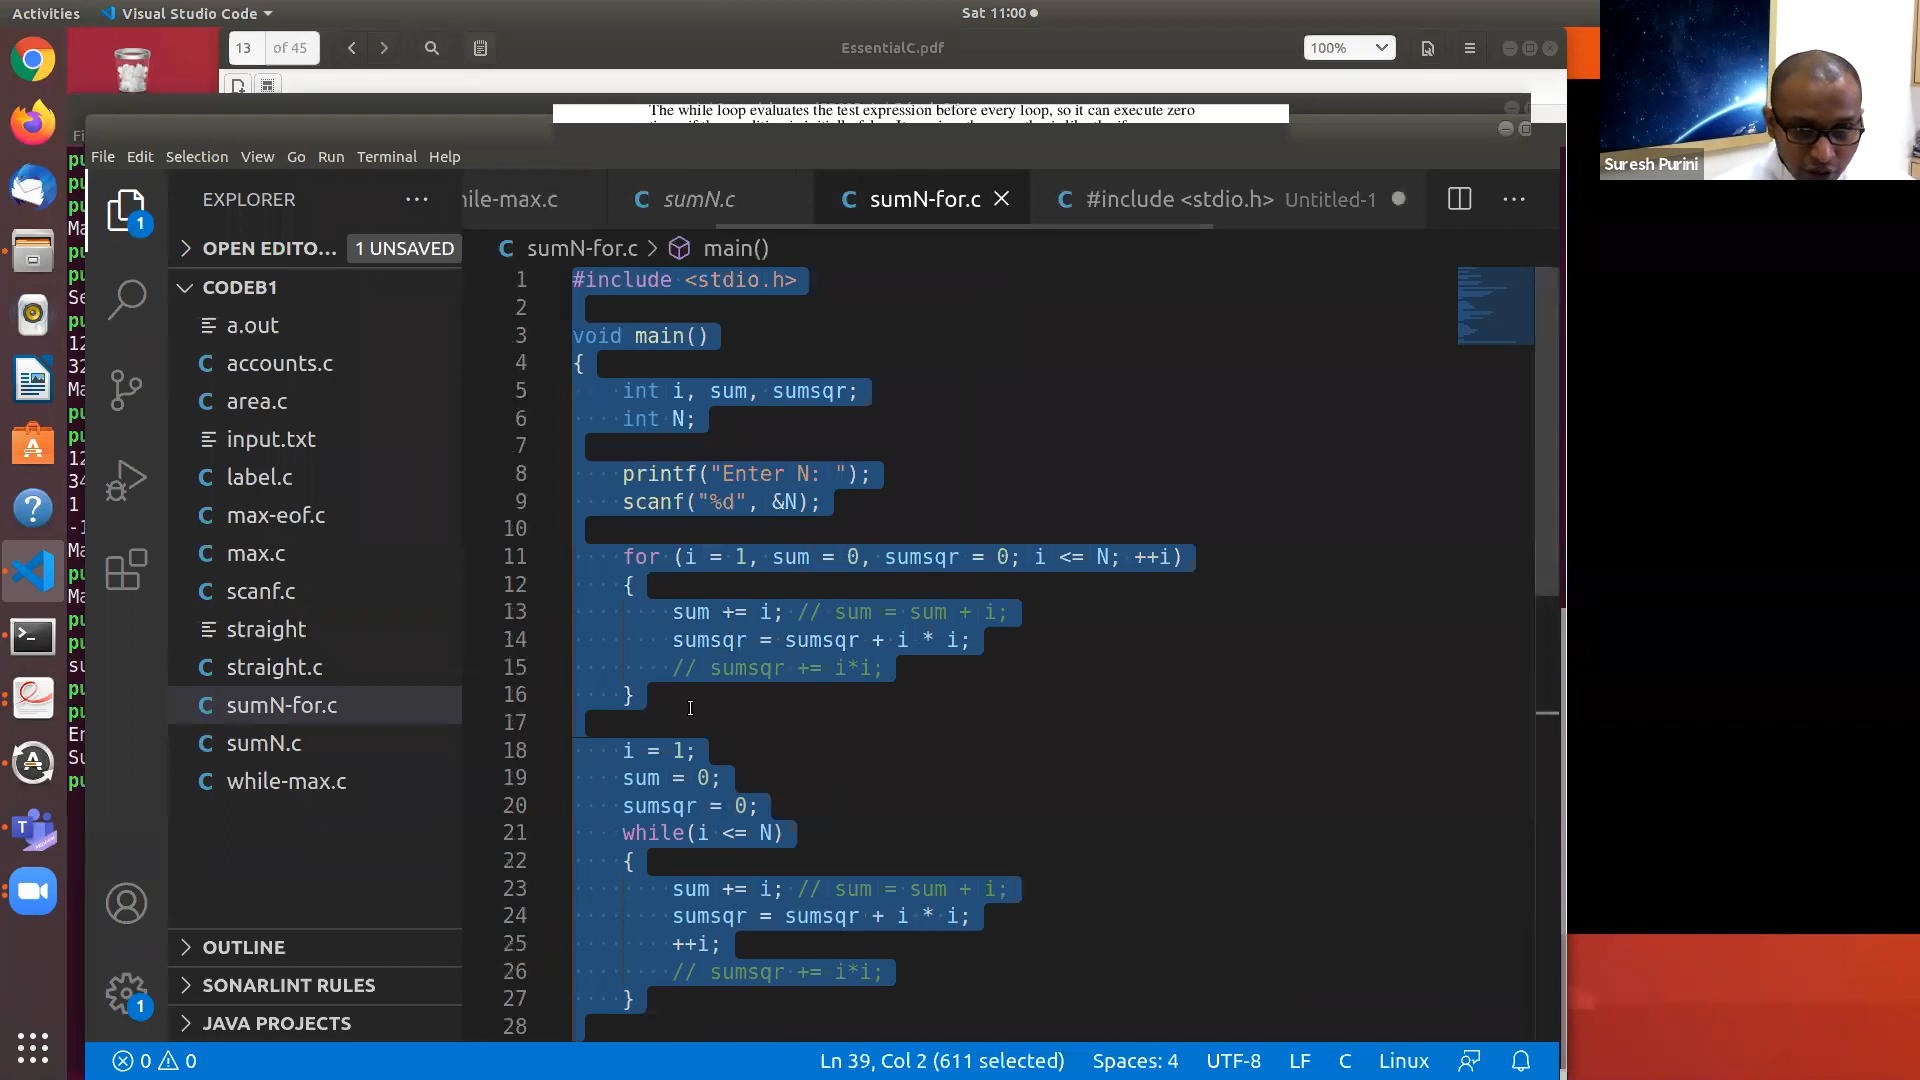 Activities Visual Studio Code Sat 11:00
13 of 45 EssentialC.pdf 100%
The while loop evaluates the test expression before every loop, so it can execute zero
File Edit Selection View Go Run Terminal Help
EXPLORER ··· hile-max.c sumN.c sumN-for.c #include <stdio.h> Untitled-1 ···
OPEN EDITO... 1 UNSAVED
sumN-for.c > main()
CODEB1
a.out
accounts.c
area.c
input.txt
label.c
max-eof.c
max.c
scanf.c
straight
straight.c
sumN-for.c
sumN.c
while-max.c
OUTLINE
SONARLINT RULES
JAVA PROJECTS
1 #include <stdio.h>
2
3 void main()
4 {
5 int i, sum, sumsqr;
6 int N;
7
8 printf("Enter N: ");
9 scanf("%d", &N);
10
11 for (i = 1, sum = 0, sumsqr = 0; i <= N; ++i)
12 {
13 sum += i; // sum = sum + i;
14 sumsqr = sumsqr + i * i;
15 // sumsqr += i*i;
16 }
17
18 i = 1;
19 sum = 0;
20 sumsqr = 0;
21 while(i <= N)
22 {
23 sum += i; // sum = sum + i;
24 sumsqr = sumsqr + i * i;
25 ++i;
26 // sumsqr += i*i;
27 }
28
0 0 Ln 39, Col 2 (611 selected) Spaces: 4 UTF-8 LF C Linux
Suresh Purini